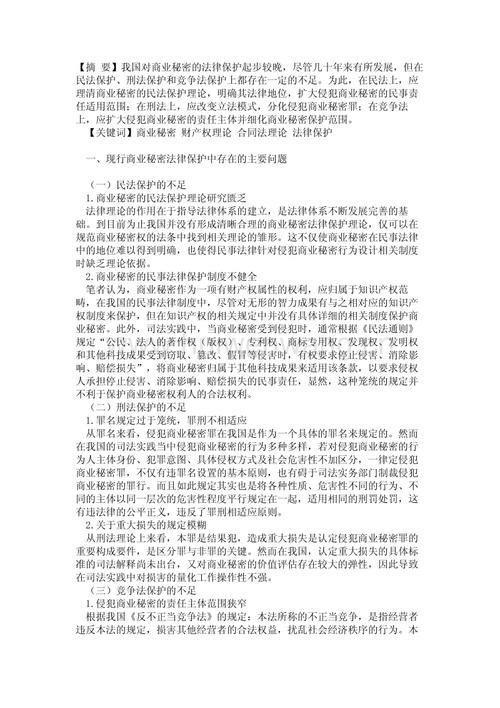 【摘 要】我国对商业秘密的法律保护起步较晚，尽管几十年来有所发展，但在
民法保护、刑法保护和竞争法保护上都存在一定的不足。为此，在民法上，应
理清商业秘密的民法保护理论，明确其法律地位，扩大侵犯商业秘密的民事责
任适用范围；在刑法上，应改变立法模式，分化侵犯商业秘密罪；在竞争法
上，应扩大侵犯商业秘密的责任主体并细化商业秘密保护范围。
【关键词】商业秘密 财产权理论 合同法理论 法律保护
一、现行商业秘密法律保护中存在的主要问题
（一）民法保护的不足
1.商业秘密的民法保护理论研究匮乏
法律理论的作用在于指导法律体系的建立，是法律体系不断发展完善的基
础。到目前为止我国并没有形成清晰合理的商业秘密法律保护理论，仅可以在
规范商业秘密权的法条中找到相关理论的雏形。这不仅使商业秘密在民事法律
中的地位难以得到明确，也使得民事法律针对侵犯商业秘密行为设计相关制度
时缺乏理论依据。
2.商业秘密的民事法律保护制度不健全
笔者认为，商业秘密作为一项有财产权属性的权利，应归属于知识产权范
畴，在我国的民事法律制度中，尽管对无形的智力成果有与之相对应的知识产
权制度来保护，但在知识产权的相关规定中并没有具体详细的相关制度保护商
业秘密。此外，司法实践中，当商业秘密受到侵犯时，通常根据《民法通则》
规定“公民、法人的著作权（版权）、专利权、商标专用权、发现权、发明权
和其他科技成果受到窃取、篡改、假冒等侵害时，有权要求停止侵害、消除影
响、赔偿损失”，将商业秘密归属于其他科技成果来适用该条款，以要求侵权
人承担停止侵害、消除影响、赔偿损失的民事责任，显然，这种笼统的规定并
不利于保护商业秘密权利人的合法权利。
（二）刑法保护的不足
1.罪名规定过于笼统，罪刑不相适应
从罪名来看，侵犯商业秘密罪在我国是作为一个具体的罪名来规定的。然而
在我国的司法实践当中侵犯商业秘密的行为多种多样，若对侵犯商业秘密的行
为人主体身份、犯罪意图、具体侵权方式及社会危害性不加区分，一律定侵犯
商业秘密罪，不仅有违罪名设置的基本原则，也有碍于司法实务部门制裁侵犯
商业秘密的罪行。而且如此规定其实也是将各种性质、危害性不同的行为、不
同的主体以同一层次的危害性程度平行规定在一起，适用相同的刑罚处罚，这
有违法律的公平正义，违反了罪刑相适应原则。
2.关于重大损失的规定模糊
从刑法理论上来看，本罪是结果犯，造成重大损失是认定侵犯商业秘密罪的
重要构成要件，是区分罪与非罪的关键。然而在我国，认定重大损失的具体标
准的司法解释尚未出台，又对商业秘密的价值评估存在较大的弹性，因此导致
在司法实践中对损害的量化工作操作性不强。
（三）竞争法保护的不足
1.侵犯商业秘密的责任主体范围狭窄
根据我国《反不正当竞争法》的规定：本法所称的不正当竞争，是指经营者
违反本法的规定，损害其他经营者的合法权益，扰乱社会经济秩序的行为。本